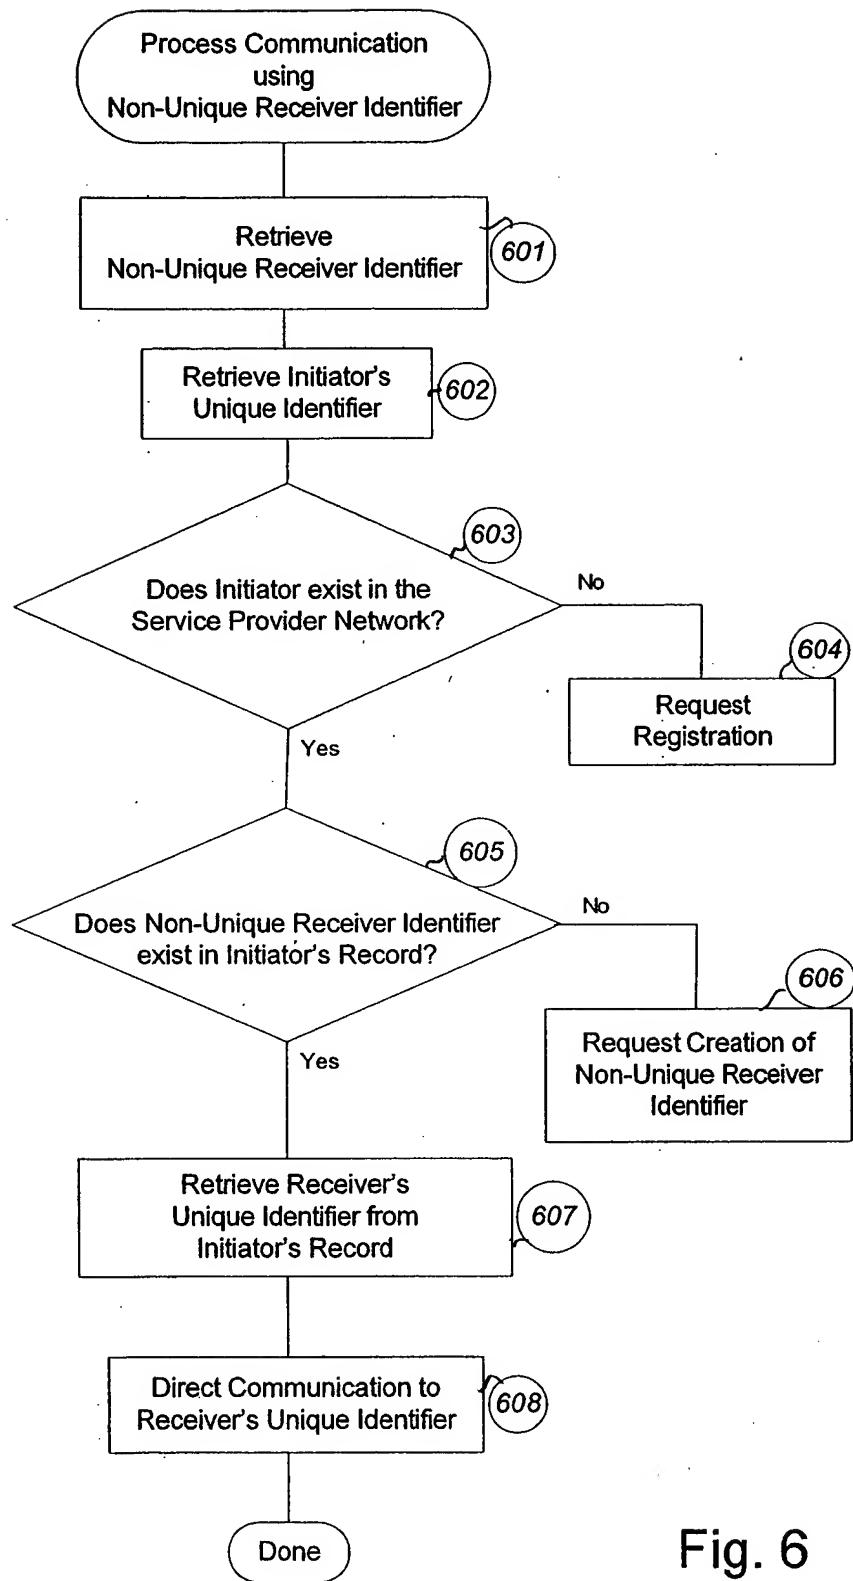 Process Communication
using
Non-Unique Receiver Identifier
Retrieve
Non-Unique Receiver Identifier
601
Retrieve Initiator's
Unique Identifier
602
603
Does Initiator exist in the
Service Provider Network?
No
604
Request
Registration
Yes
605
Does Non-Unique Receiver Identifier
exist in Initiator's Record?
No
606
Request Creation of
Non-Unique Receiver
Identifier
Yes
Retrieve Receiver's
Unique Identifier from
Initiator's Record
607
Direct Communication to
Receiver's Unique Identifier
608
Done
Fig. 6